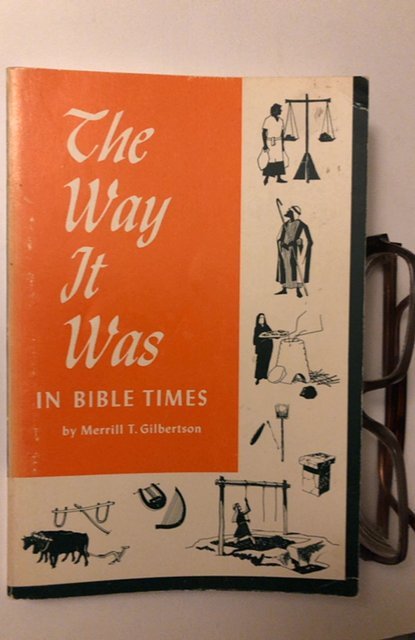 The
Way
It
Was
IN BIBLE TIMES
by Merrill T. Gilbertson